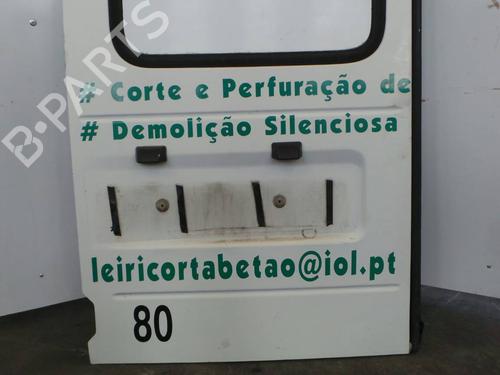 B-PARTS
# Corte e Perfuração de
# Demolição Silenciosa
leiricortabetao@iol.pt
80